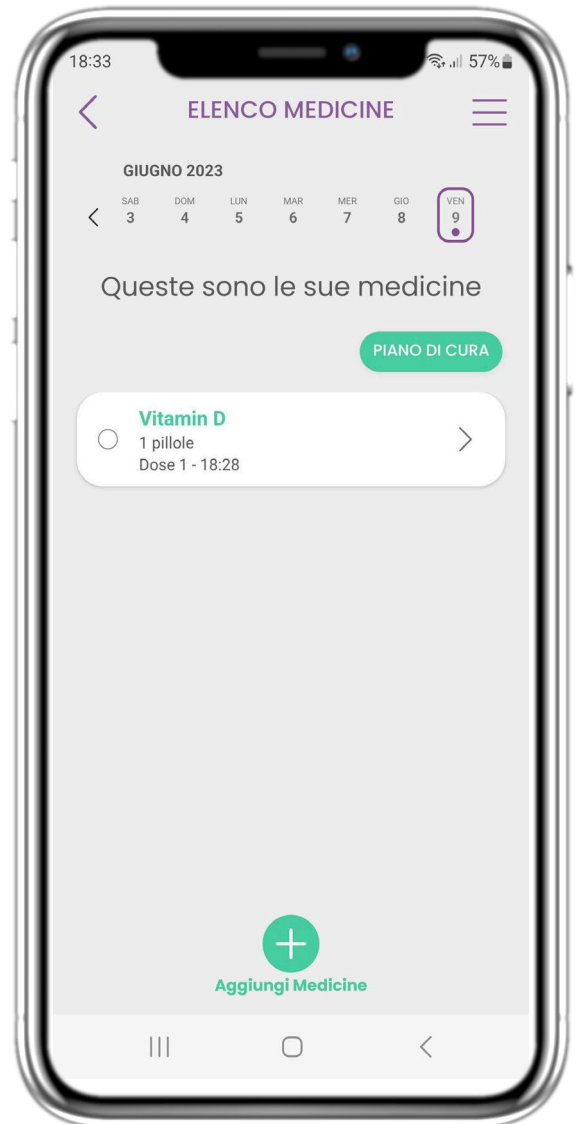 18:33 57%
ELENCO MEDICINE
GIUGNO 2023
SAB DOM LUN MAR MER GIO VEN
3 4 5 6 7 8 9
Queste sono le sue medicine
PIANO DI CURA
Vitamin D
1 pillole
Dose 1 - 18:28
Aggiungi Medicine